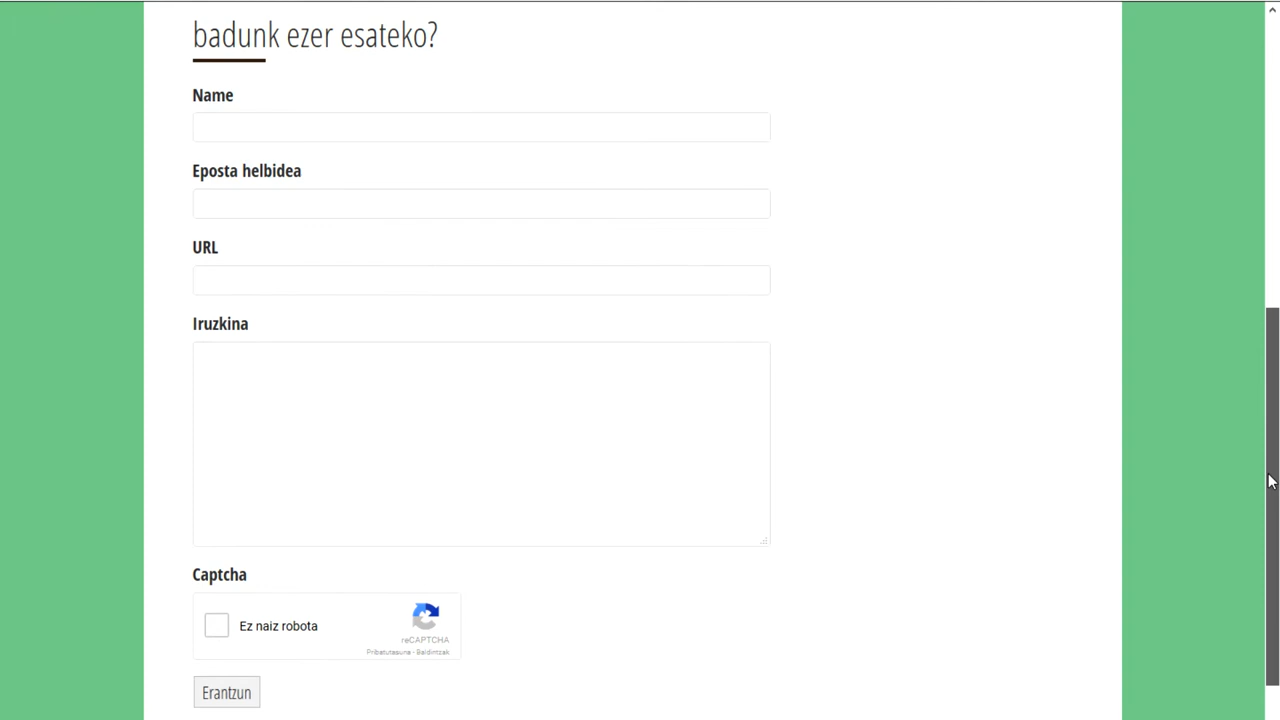 badunk ezer esateko?
Name
Eposta helbidea
URL
Iruzkina
Captcha
Ez naiz robota
reCAPTCHA
Pribatutasuna - Baldintzak
Erantzun